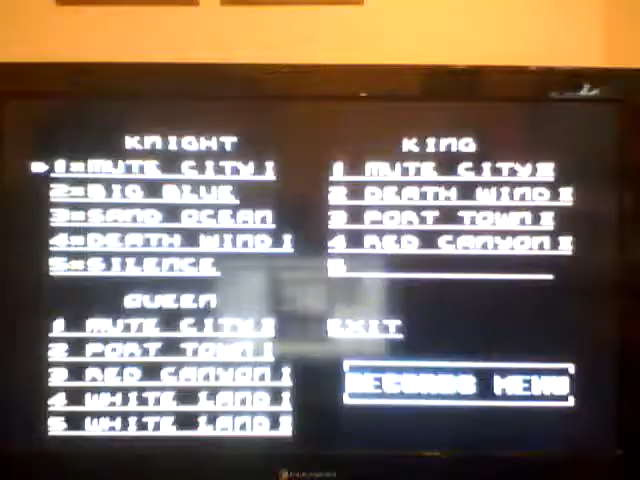 KNIGHT
1=MUTE CITY I
2=BIG BLUE
3=SAND OCEAN
4=DEATH WIND I
5=SILENCE
QUEEN
1 MUTE CITY II
2 PORT TOWN I
3 RED CANYON I
4 WHITE LAND I
5 WHITE LAND II
KING
1 MUTE CITY III
2 DEATH WIND II
3 PORT TOWN II
4 RED CANYON II
5
EXIT
RECORDS MENU